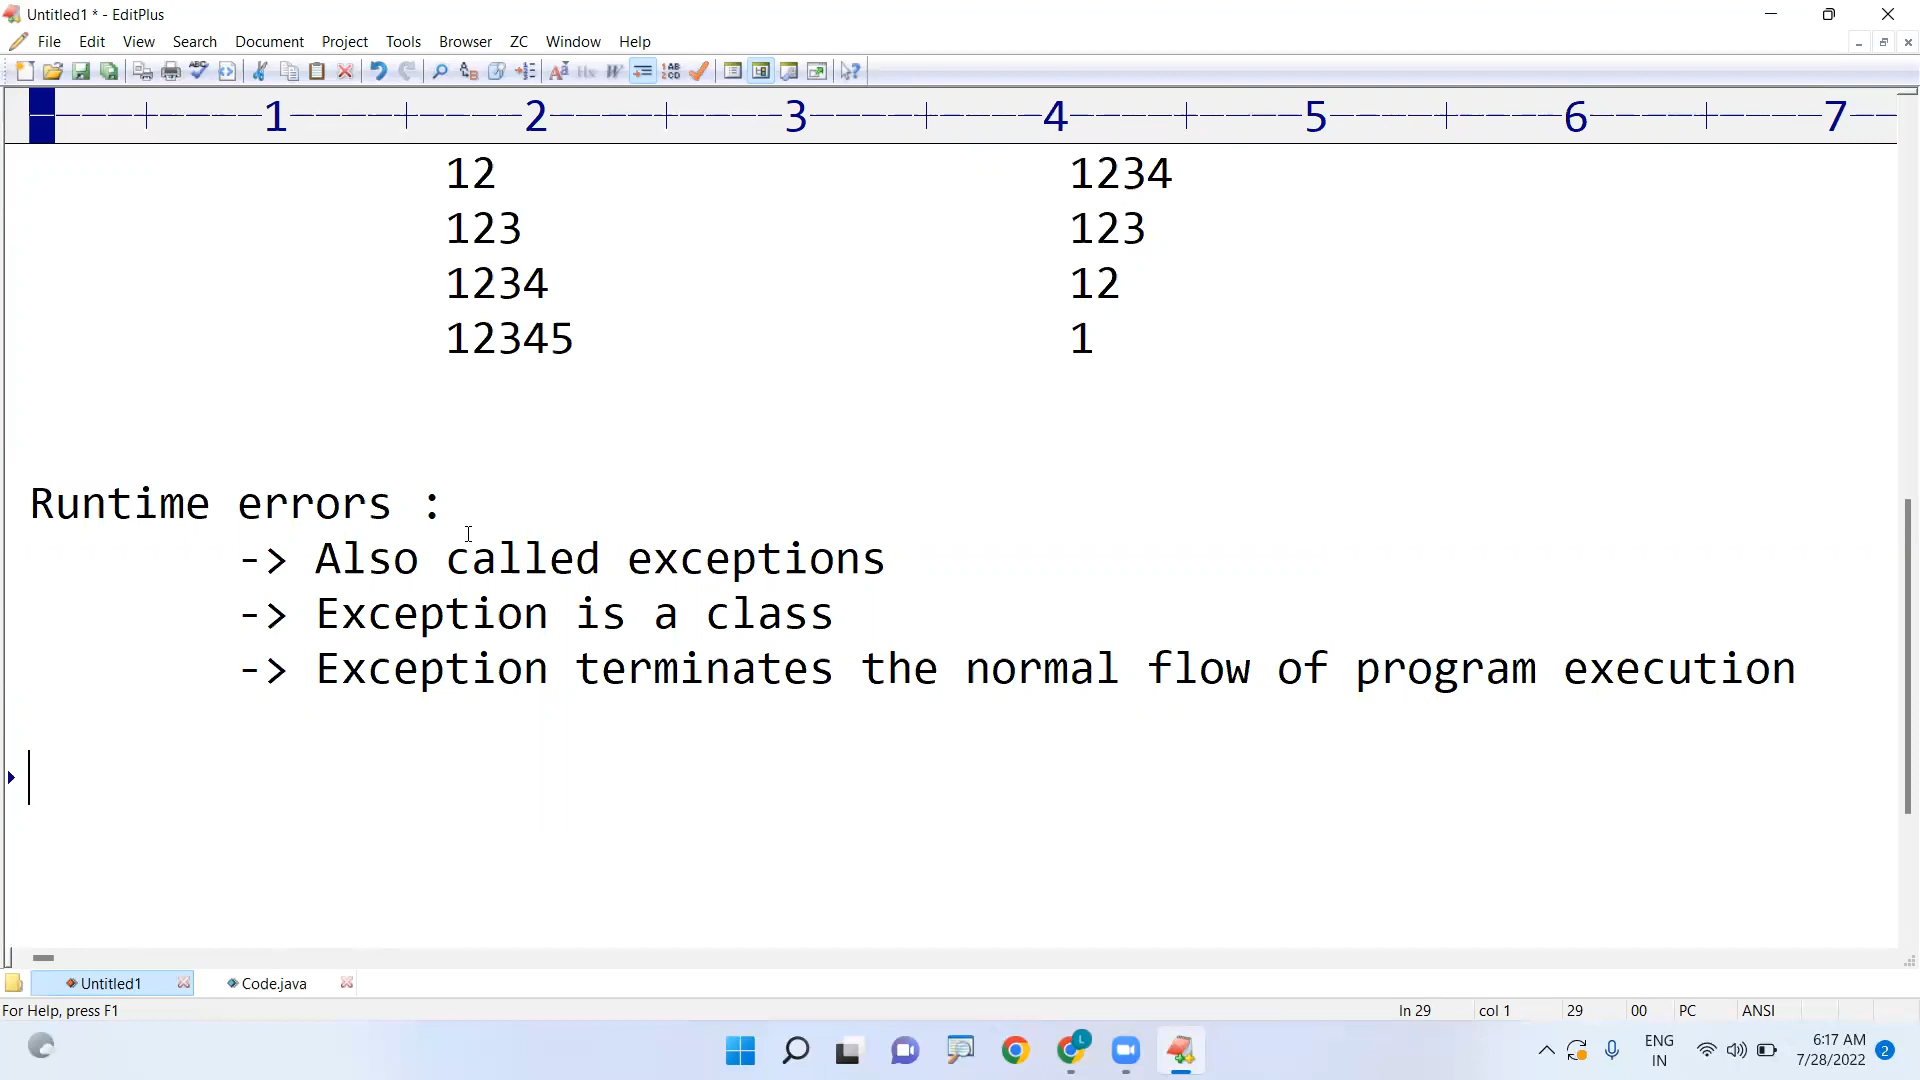 Untitled1 * - EditPlus
File Edit View Search Document Project Tools Browser ZC Window Help
1 2 3 4 5 6 7
12 1234
123 123
1234 12
12345 1
Runtime errors :
-> Also called exceptions
-> Exception is a class
-> Exception terminates the normal flow of program execution
Untitled1 Code.java
For Help, press F1 ln 29 col 1 29 00 PC ANSI
ENG 6:17 AM
IN 7/28/2022 2